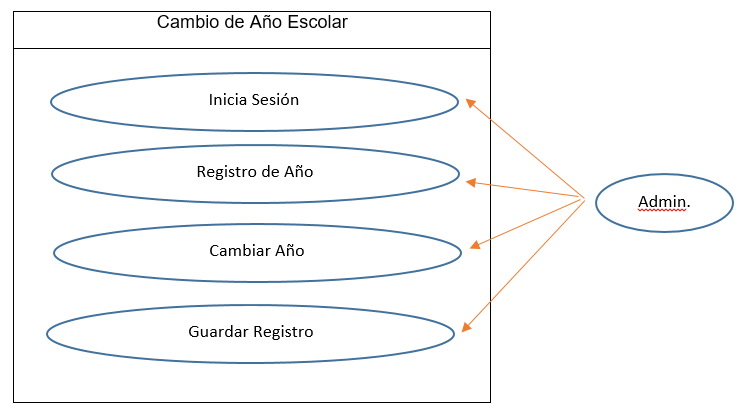 Cambio de Año Escolar
Inicia Sesión
Registro de Año
Cambiar Año
Guardar Registro
Admin.